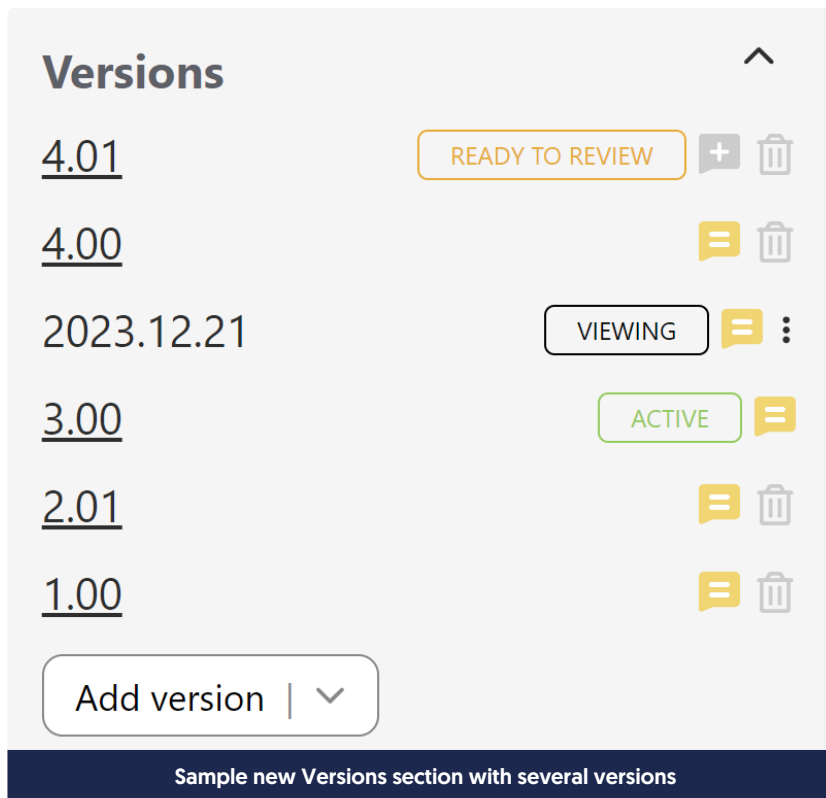 Versions
4.01 READY TO REVIEW
4.00
2023.12.21 VIEWING
3.00 ACTIVE
2.01
1.00
Add version |
Sample new Versions section with several versions